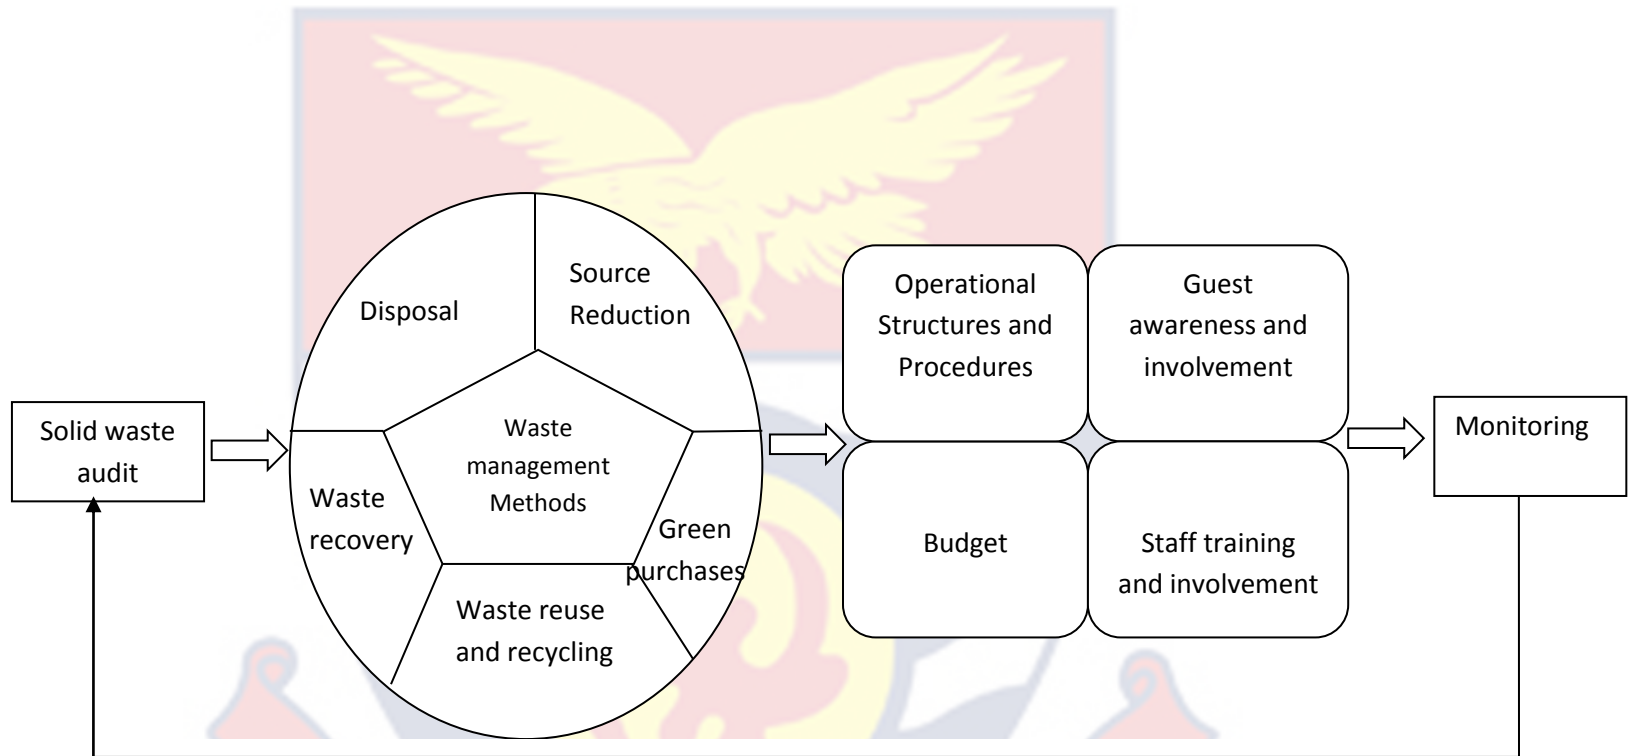 Solid waste
audit
Disposal
Source
Reduction
Waste
management
Methods
Waste
recovery
Green
purchases
Waste reuse
and recycling
Operational
Structures and
Procedures
Guest
awareness and
involvement
Budget
Staff training
and involvement
Monitoring